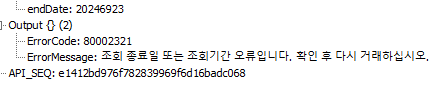 endDate: 20246923
Output {} (2)
ErrorCode: 80002321
ErrorMessage: 조회 종료일 또는 조회기간 오류입니다. 확인 후 다시 거래하십시오.
API_SEQ: e1412bd976f782839969f6d16badc068